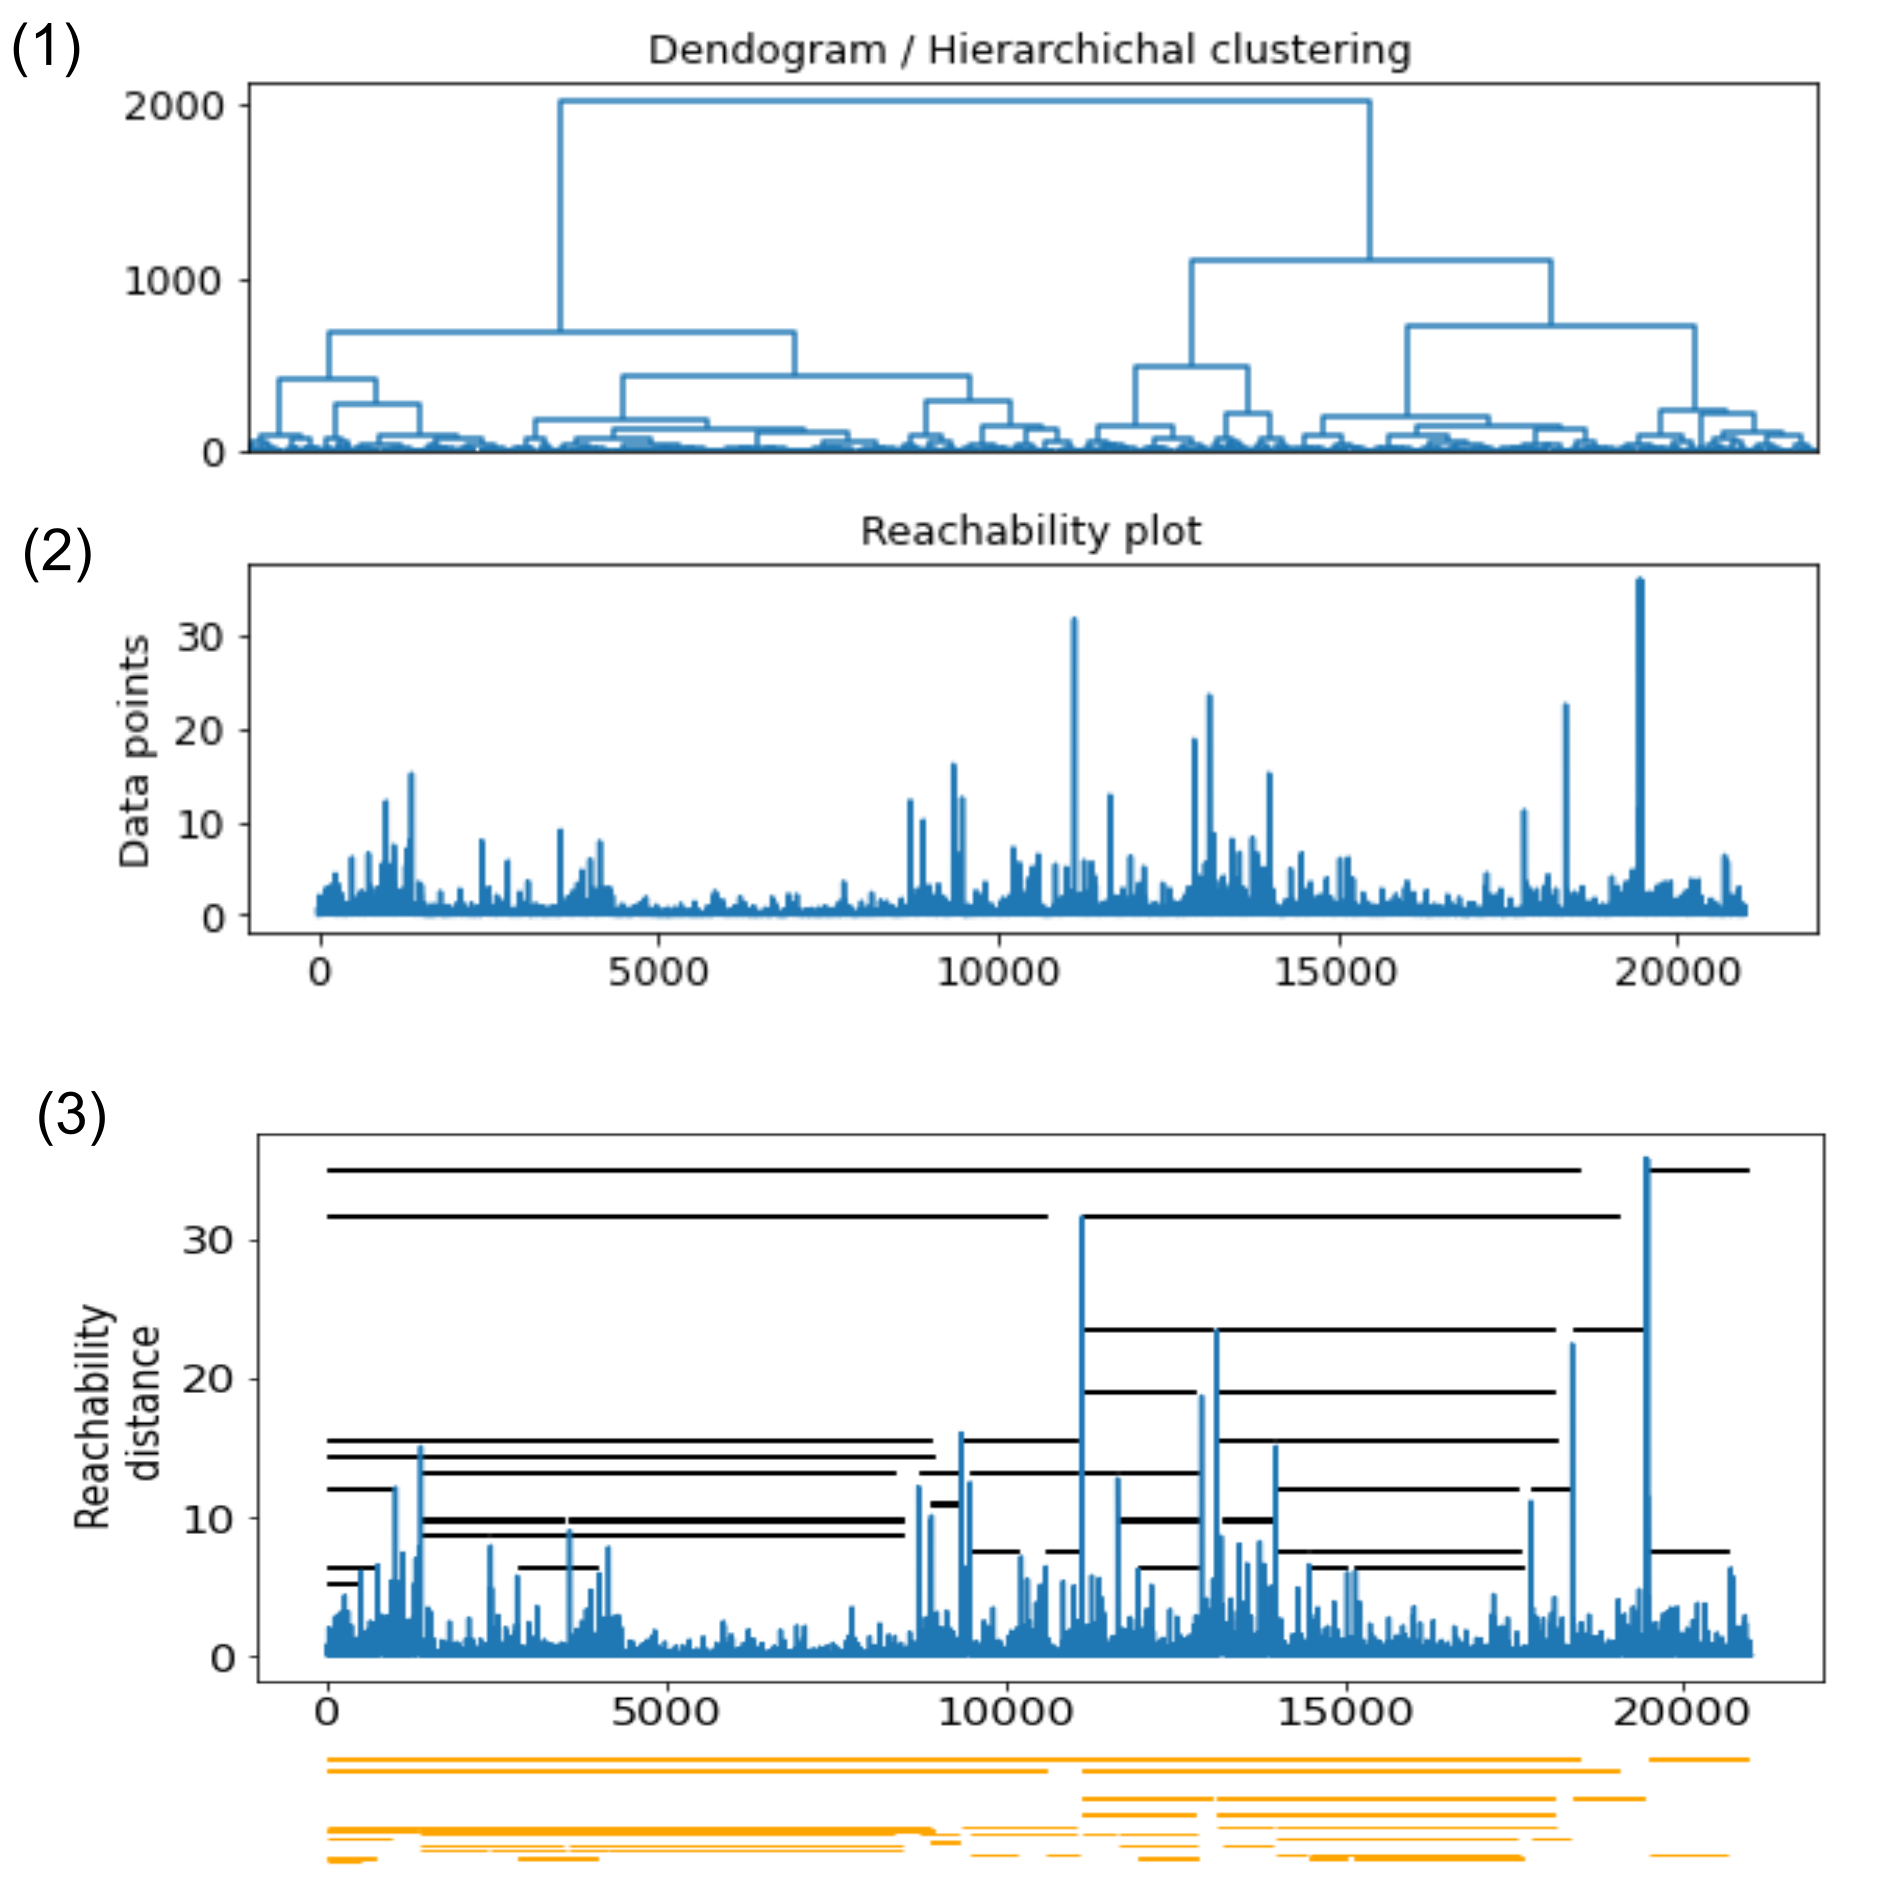 (1)
Dendogram / Hierarchichal clustering
2000
1000
0
(2)
Reachability plot
Data points
30
20
10
0
0 5000 10000 15000 20000
(3)
Reachability
distance
30
20
10
0
0 5000 10000 15000 20000